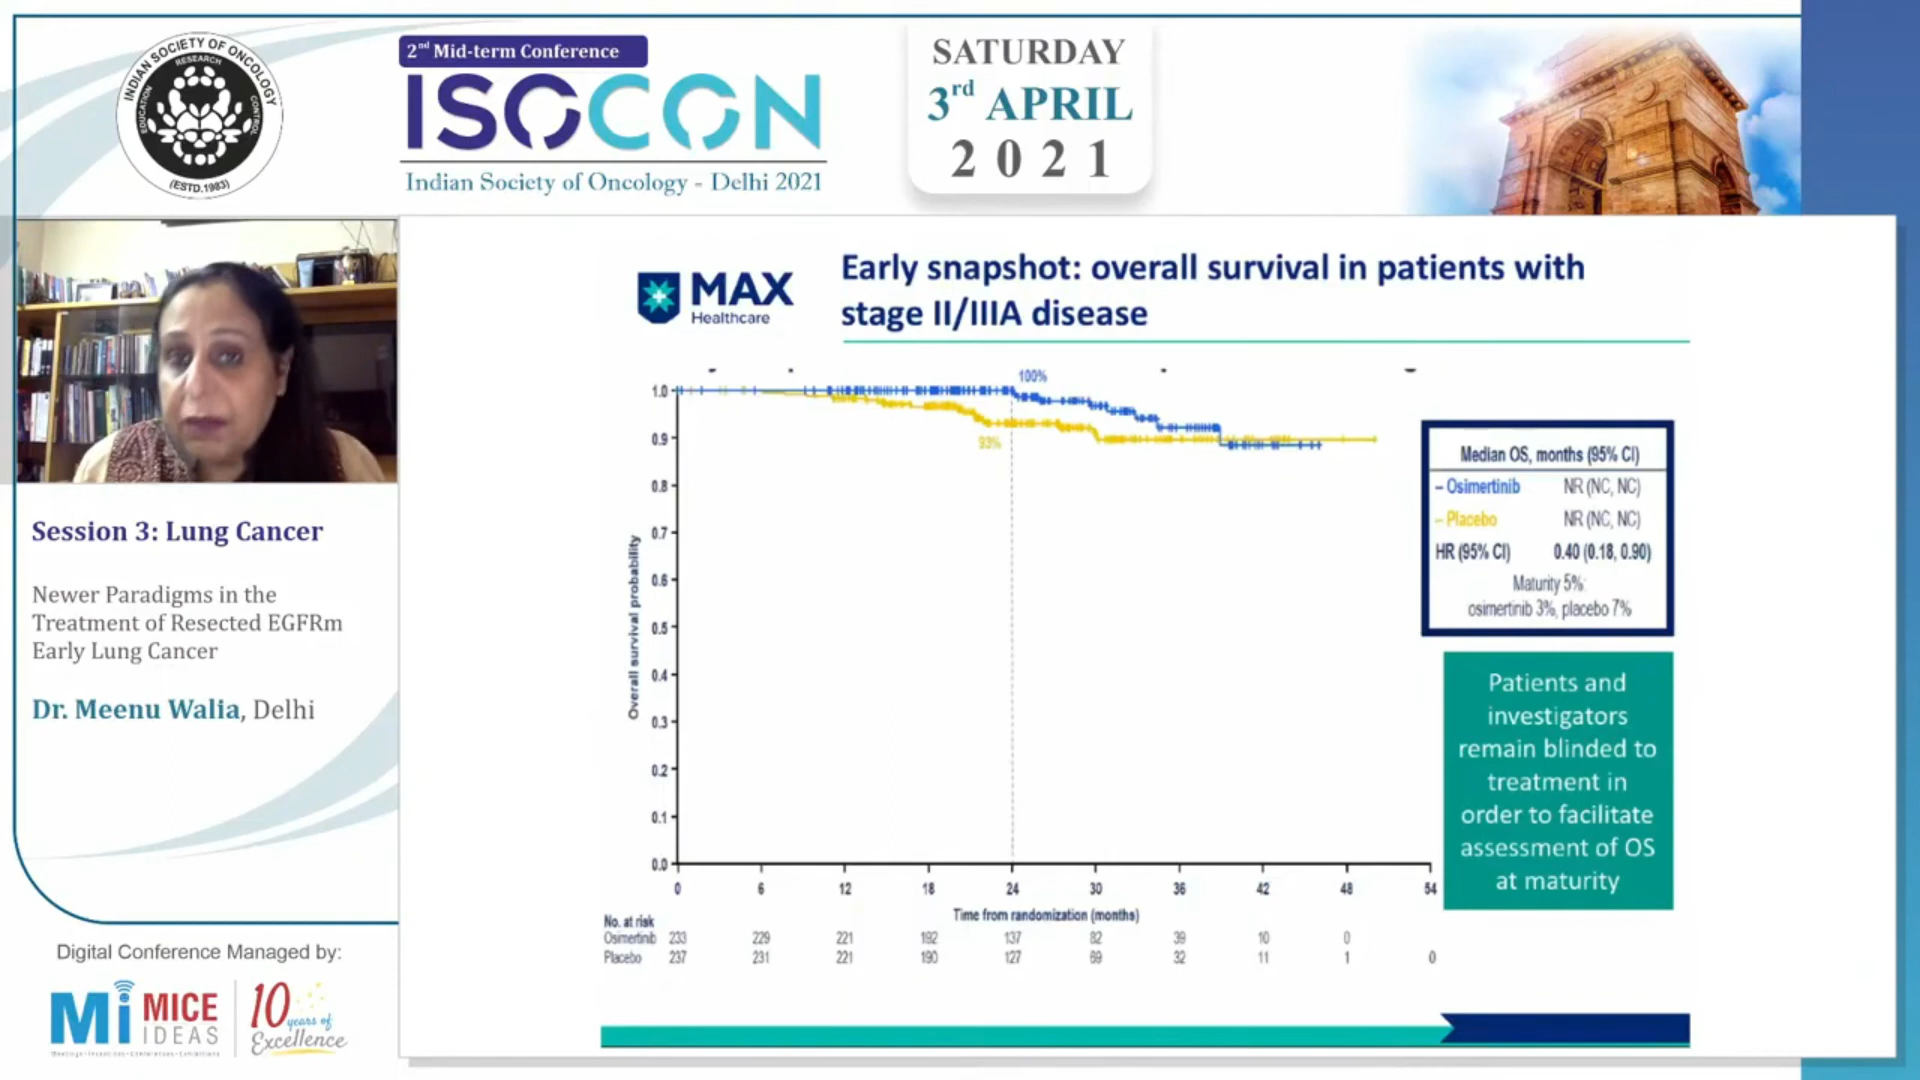 INDIAN SOCIETY OF ONCOLOGY
RESEARCH
EDUCATION
CONTROL
(ESTD.1983)
2nd Mid-term Conference
ISOCON
Indian Society of Oncology - Delhi 2021
SATURDAY
3rd APRIL
2021
Session 3: Lung Cancer
Newer Paradigms in the
Treatment of Resected EGFRm
Early Lung Cancer
Dr. Meenu Walia, Delhi
Digital Conference Managed by:
Mi MICE
IDEAS
10
years of
Excellence
MAX
Healthcare
Early snapshot: overall survival in patients with
stage II/IIIA disease
100%
93%
Overall survival probability
1.0
0.9
0.8
0.7
0.6
0.5
0.4
0.3
0.2
0.1
0.0
0 6 12 18 24 30 36 42 48 54
Time from randomization (months)
No. at risk
Osimertinib 233 229 221 192 137 82 39 10 0
Placebo 237 231 221 190 127 69 32 11 1 0
Median OS, months (95% CI)
– Osimertinib NR (NC, NC)
– Placebo NR (NC, NC)
HR (95% CI) 0.40 (0.18, 0.90)
Maturity 5%:
osimertinib 3%, placebo 7%
Patients and
investigators
remain blinded to
treatment in
order to facilitate
assessment of OS
at maturity